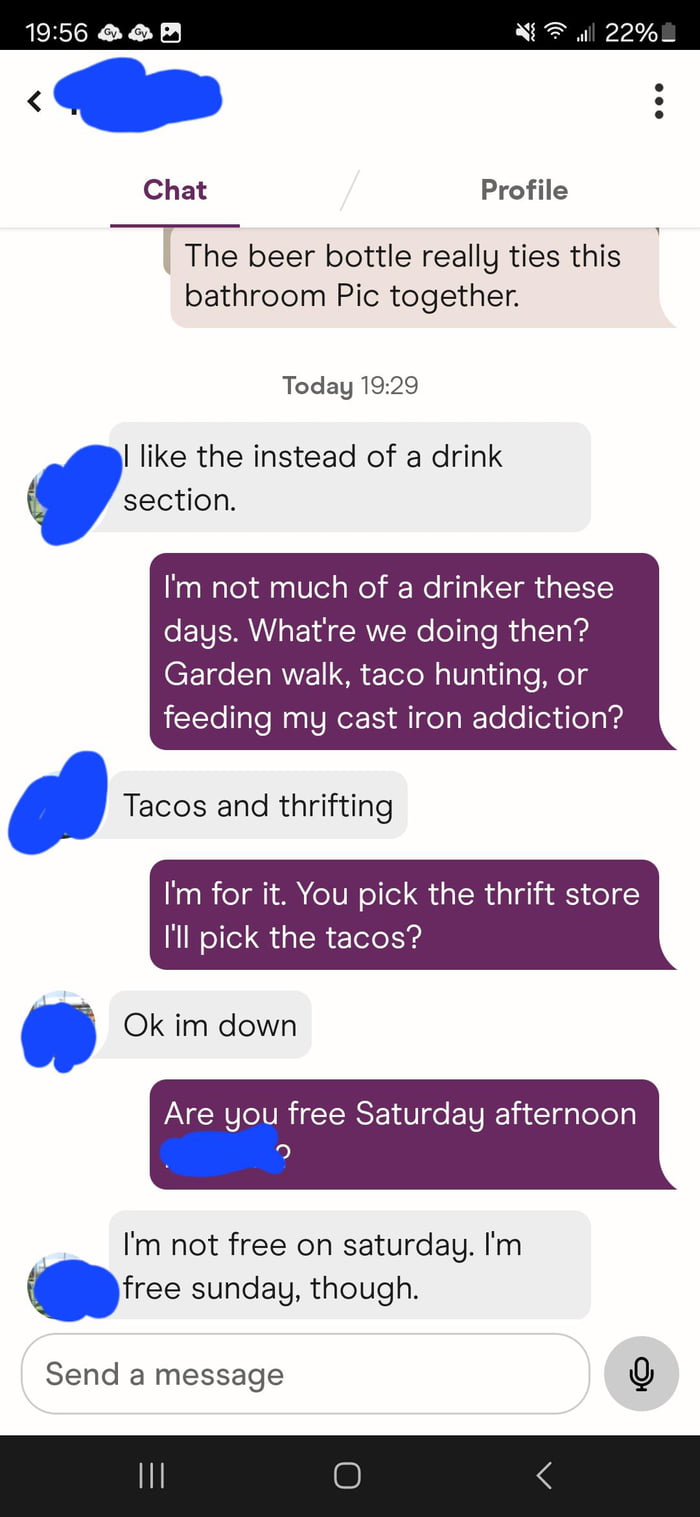 19:56 22%
Chat Profile
The beer bottle really ties this
bathroom Pic together.
Today 19:29
I like the instead of a drink
section.
I'm not much of a drinker these
days. What're we doing then?
Garden walk, taco hunting, or
feeding my cast iron addiction?
Tacos and thrifting
I'm for it. You pick the thrift store
I'll pick the tacos?
Ok im down
Are you free Saturday afternoon
?
I'm not free on saturday. I'm
free sunday, though.
Send a message